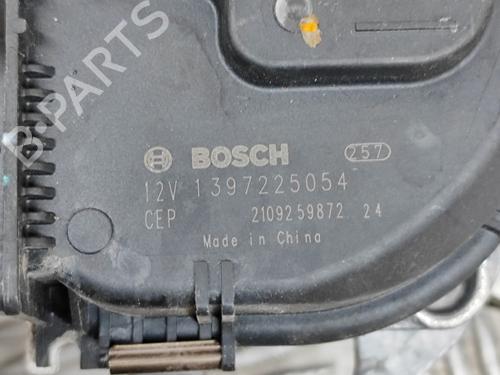 B-PARTS
BOSCH 257
12V 1397225054
CEP 2109259872 24
Made in China